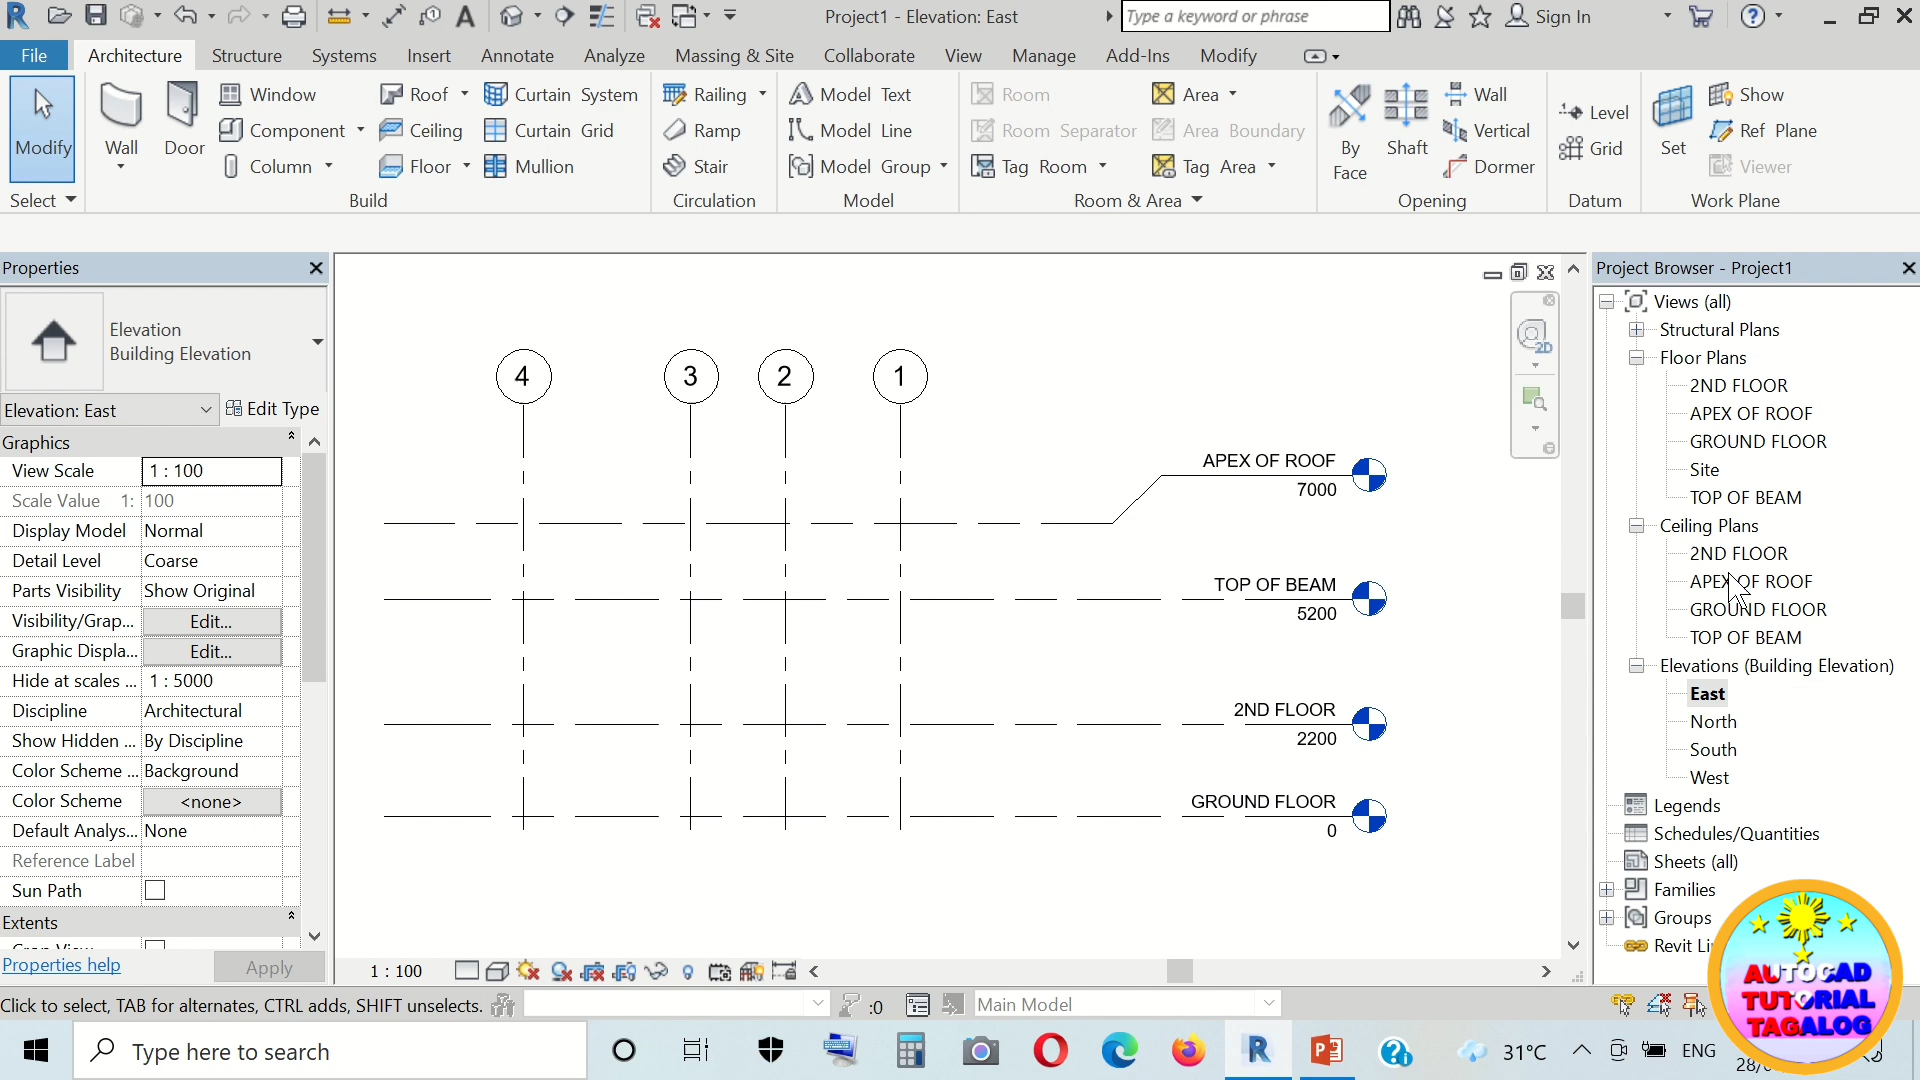 Project1 - Elevation: East
Type a keyword or phrase
Sign In
File Architecture Structure Systems Insert Annotate Analyze Massing & Site Collaborate View Manage Add-Ins Modify
Modify
Wall
Door
Window
Component
Column
Roof
Ceiling
Floor
Curtain System
Curtain Grid
Mullion
Railing
Ramp
Stair
Model Text
Model Line
Model Group
Room
Room Separator
Tag Room
Area
Area Boundary
Tag Area
By Face
Shaft
Wall
Vertical
Dormer
Level
Grid
Set
Show
Ref Plane
Viewer
Select Build Circulation Model Room & Area Opening Datum Work Plane
Properties
Elevation
Building Elevation
Elevation: East
Edit Type
Graphics
View Scale 1 : 100
Scale Value 1: 100
Display Model Normal
Detail Level Coarse
Parts Visibility Show Original
Visibility/Grap... Edit...
Graphic Displa... Edit...
Hide at scales ... 1 : 5000
Discipline Architectural
Show Hidden ... By Discipline
Color Scheme ... Background
Color Scheme <none>
Default Analys... None
Reference Label
Sun Path
Extents
Properties help
Apply
4 3 2 1
APEX OF ROOF
7000
TOP OF BEAM
5200
2ND FLOOR
2200
GROUND FLOOR
0
2D
Project Browser - Project1
Views (all)
Structural Plans
Floor Plans
2ND FLOOR
APEX OF ROOF
GROUND FLOOR
Site
TOP OF BEAM
Ceiling Plans
2ND FLOOR
APEX OF ROOF
GROUND FLOOR
TOP OF BEAM
Elevations (Building Elevation)
East
North
South
West
Legends
Schedules/Quantities
Sheets (all)
Families
Groups
Revit Li
AUTOCAD
TUTORIAL
TAGALOG
1 : 100
Click to select, TAB for alternates, CTRL adds, SHIFT unselects.
:0
Main Model
Type here to search
31°C
ENG
28/